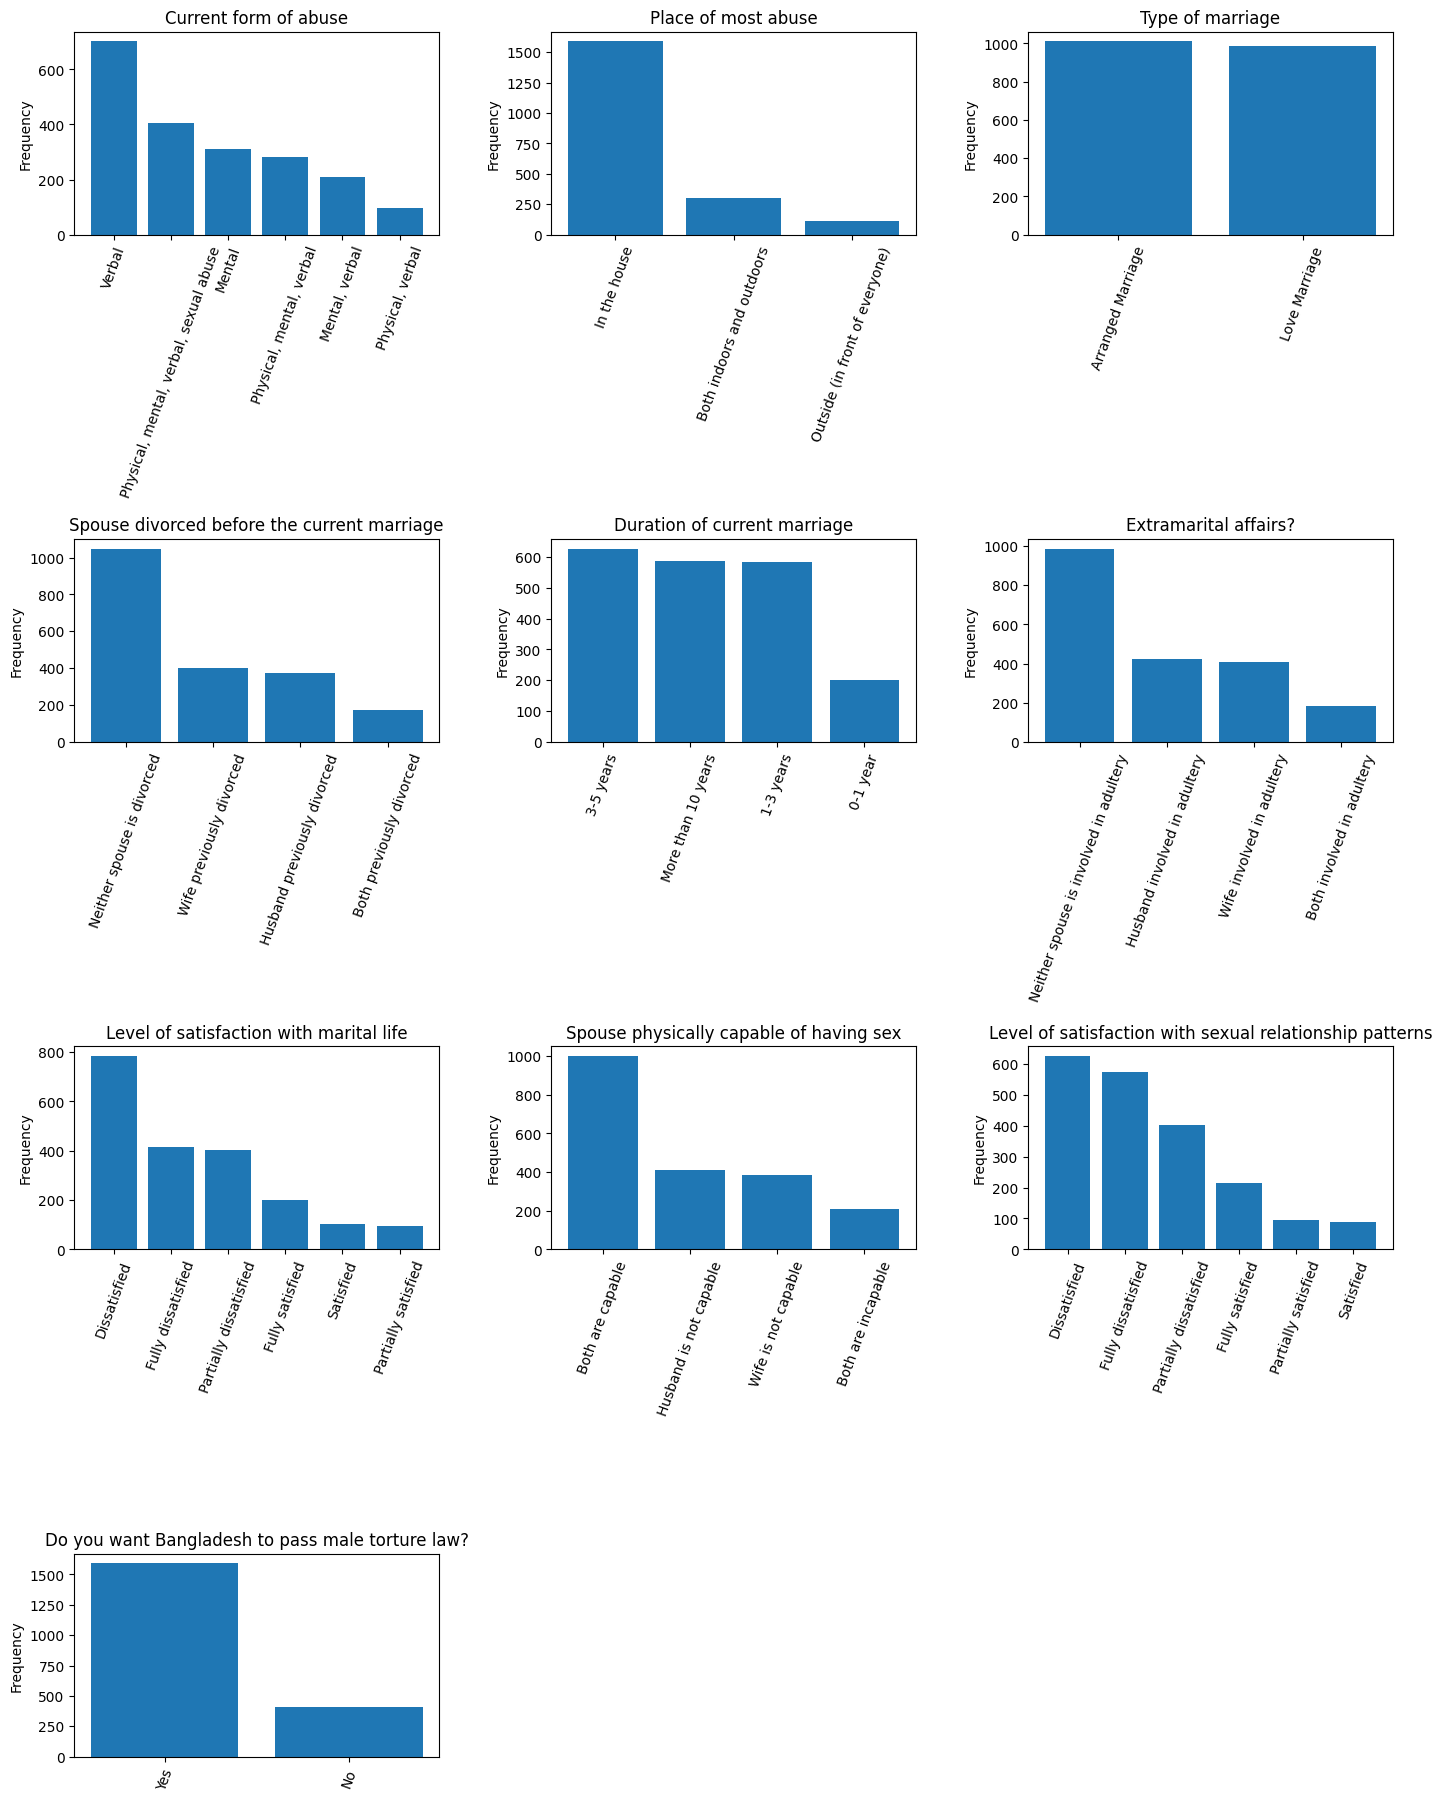 Current form of abuse
Frequency
600
400
200
0
Verbal
Physical, mental, verbal, sexual abuse
Mental
Physical, mental, verbal
Mental, verbal
Physical, verbal
Place of most abuse
Frequency
1500
1250
1000
750
500
250
0
In the house
Both indoors and outdoors
Outside (in front of everyone)
Type of marriage
Frequency
1000
800
600
400
200
0
Arranged Marriage
Love Marriage
Spouse divorced before the current marriage
Frequency
1000
800
600
400
200
0
Neither spouse is divorced
Wife previously divorced
Husband previously divorced
Both previously divorced
Duration of current marriage
Frequency
600
500
400
300
200
100
0
3-5 years
More than 10 years
1-3 years
0-1 year
Extramarital affairs?
Frequency
1000
800
600
400
200
0
Neither spouse is involved in adultery
Husband involved in adultery
Wife involved in adultery
Both involved in adultery
Level of satisfaction with marital life
Frequency
800
600
400
200
0
Dissatisfied
Fully dissatisfied
Partially dissatisfied
Fully satisfied
Satisfied
Partially satisfied
Spouse physically capable of having sex
Frequency
1000
800
600
400
200
0
Both are capable
Husband is not capable
Wife is not capable
Both are incapable
Level of satisfaction with sexual relationship patterns
Frequency
600
500
400
300
200
100
0
Dissatisfied
Fully dissatisfied
Partially dissatisfied
Fully satisfied
Partially satisfied
Satisfied
Do you want Bangladesh to pass male torture law?
Frequency
1500
1250
1000
750
500
250
0
Yes
No